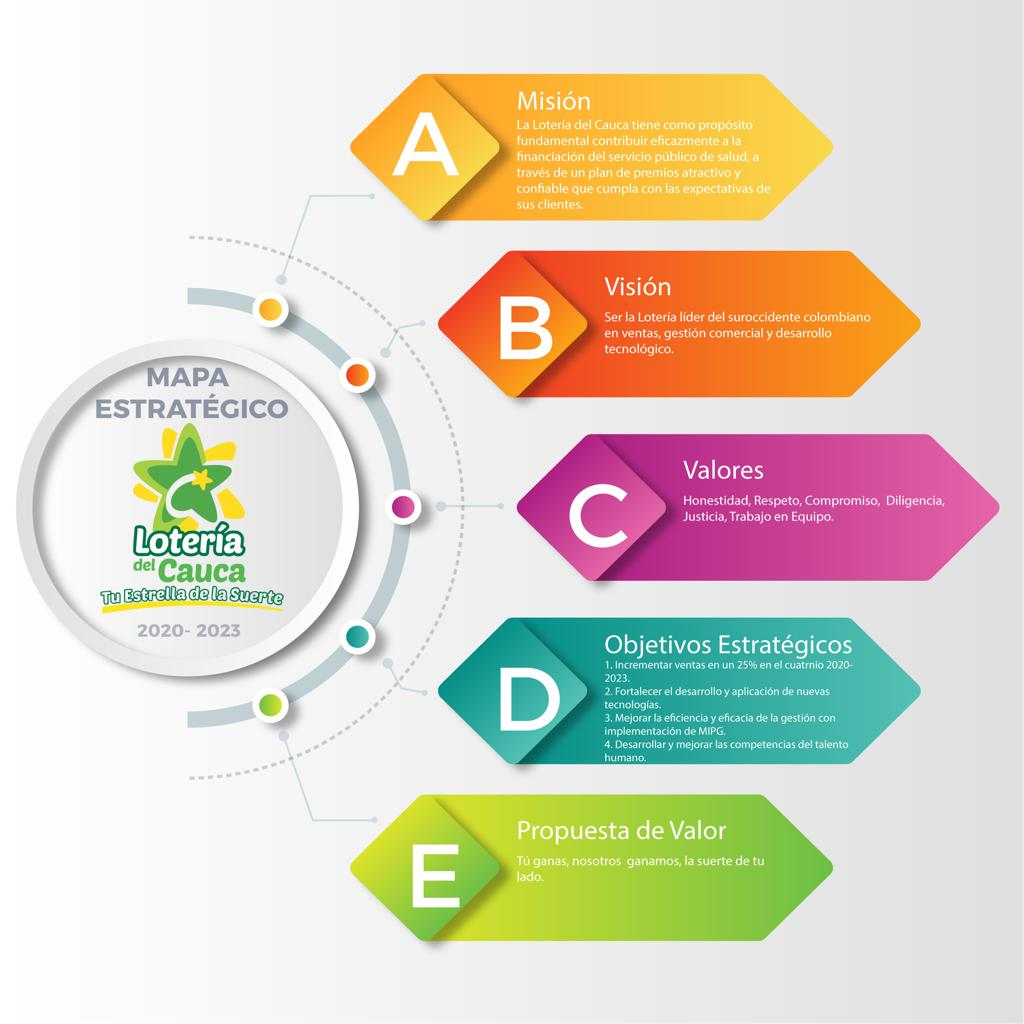 MAPA
ESTRATÉGICO
Lotería
del Cauca
Tu Estrella de la Suerte
2020- 2023
A
Misión
La Lotería del Cauca tiene como propósito
fundamental contribuir eficazmente a la
financiación del servicio público de salud, a
través de un plan de premios atractivo y
confiable que cumpla con las expectativas de
sus clientes.
B
Visión
Ser la Lotería líder del suroccidente colombiano
en ventas, gestión comercial y desarrollo
tecnológico.
C
Valores
Honestidad, Respeto, Compromiso, Diligencia,
Justicia, Trabajo en Equipo.
D
Objetivos Estratégicos
1. Incrementar ventas en un 25% en el cuatrnio 2020-
2023.
2. Fortalecer el desarrollo y aplicación de nuevas
tecnologías.
3. Mejorar la eficiencia y eficacia de la gestión con
implementación de MIPG.
4. Desarrollar y mejorar las competencias del talento
humano.
E
Propuesta de Valor
Tú ganas, nosotros ganamos, la suerte de tu
lado.